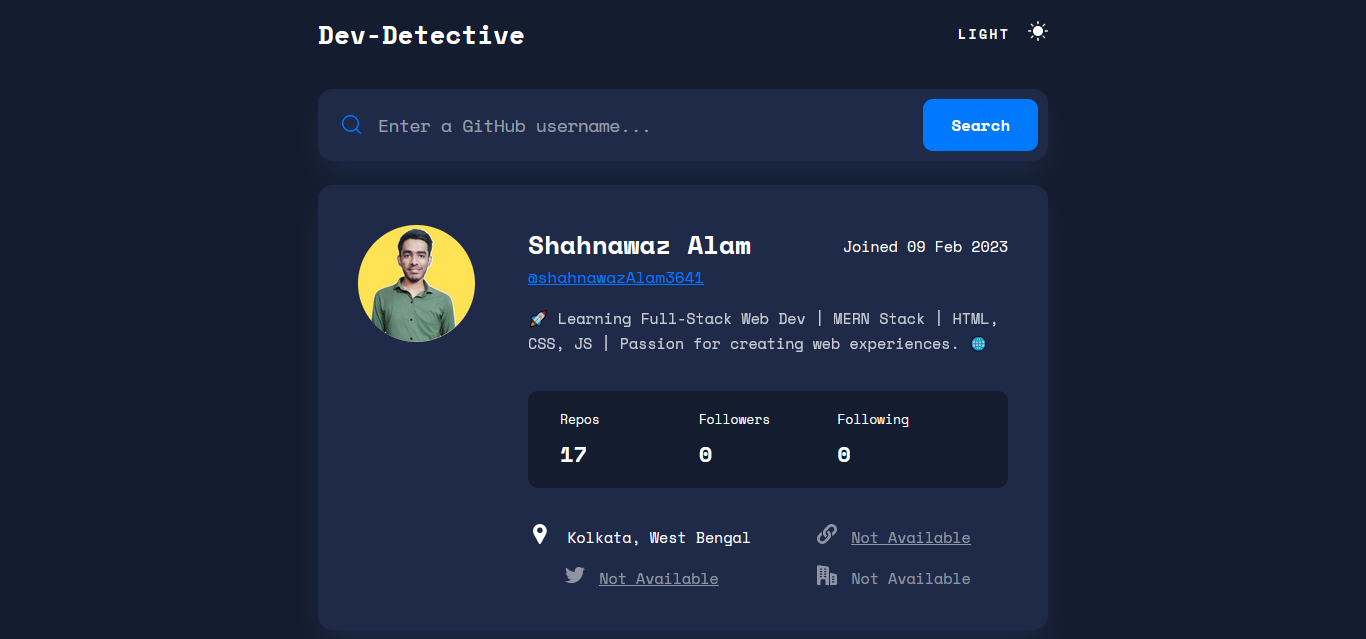 Dev-Detective
LIGHT
Enter a GitHub username...
Search
Shahnawaz Alam
Joined 09 Feb 2023
@shahnawazAlam3641
🚀 Learning Full-Stack Web Dev | MERN Stack | HTML,
CSS, JS | Passion for creating web experiences. 🌐
Repos
Followers
Following
17
0
0
Kolkata, West Bengal
Not Available
Not Available
Not Available